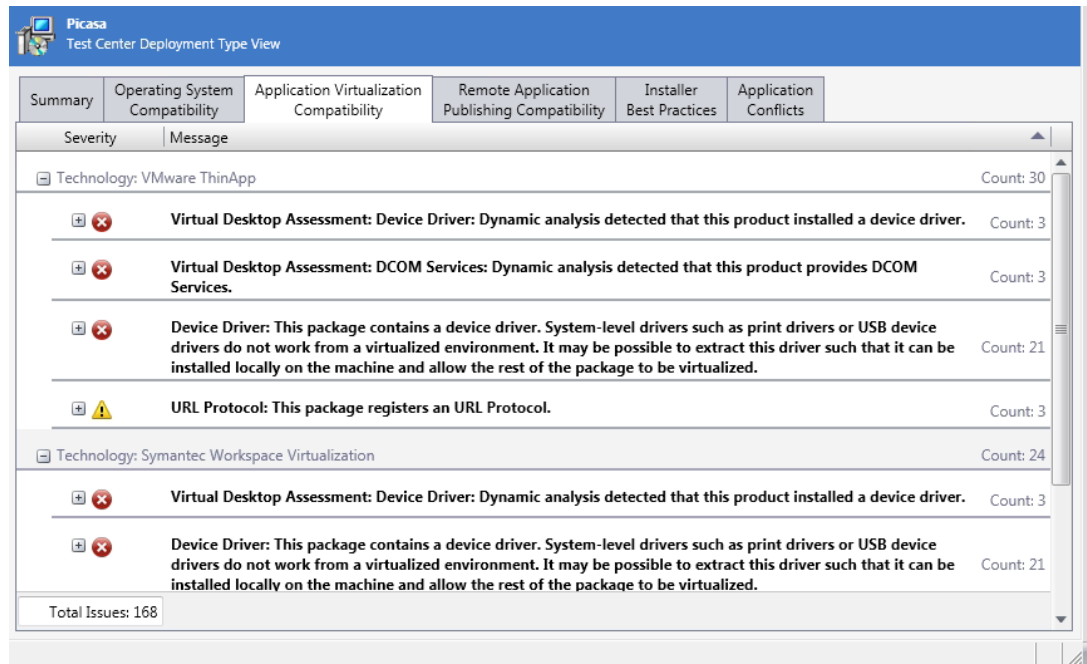 Picasa
Test Center Deployment Type View
Summary
Operating System
Compatibility
Application Virtualization
Compatibility
Remote Application
Publishing Compatibility
Installer
Best Practices
Application
Conflicts
Severity Message
Technology: VMware ThinApp Count: 30
Virtual Desktop Assessment: Device Driver: Dynamic analysis detected that this product installed a device driver. Count: 3
Virtual Desktop Assessment: DCOM Services: Dynamic analysis detected that this product provides DCOM
Services. Count: 3
Device Driver: This package contains a device driver. System-level drivers such as print drivers or USB device
drivers do not work from a virtualized environment. It may be possible to extract this driver such that it can be Count: 21
installed locally on the machine and allow the rest of the package to be virtualized.
URL Protocol: This package registers an URL Protocol. Count: 3
Technology: Symantec Workspace Virtualization Count: 24
Virtual Desktop Assessment: Device Driver: Dynamic analysis detected that this product installed a device driver. Count: 3
Device Driver: This package contains a device driver. System-level drivers such as print drivers or USB device
drivers do not work from a virtualized environment. It may be possible to extract this driver such that it can be Count: 21
installed locally on the machine and allow the rest of the package to be virtualized.
Total Issues: 168